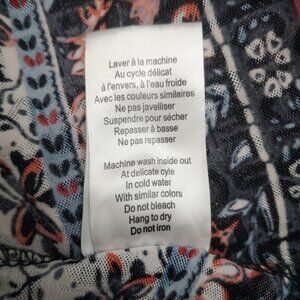 Laver à la machine
Au cycle délicat
à l'envers, à l'eau froide
Avec les couleurs similaires
Ne pas javelliser
Suspendre pour sécher
Repasser à basse
Ne pas repasser
Machine wash inside out
At delicate cyle
In cold water
With similar colors
Do not bleach
Hang to dry
Do not iron